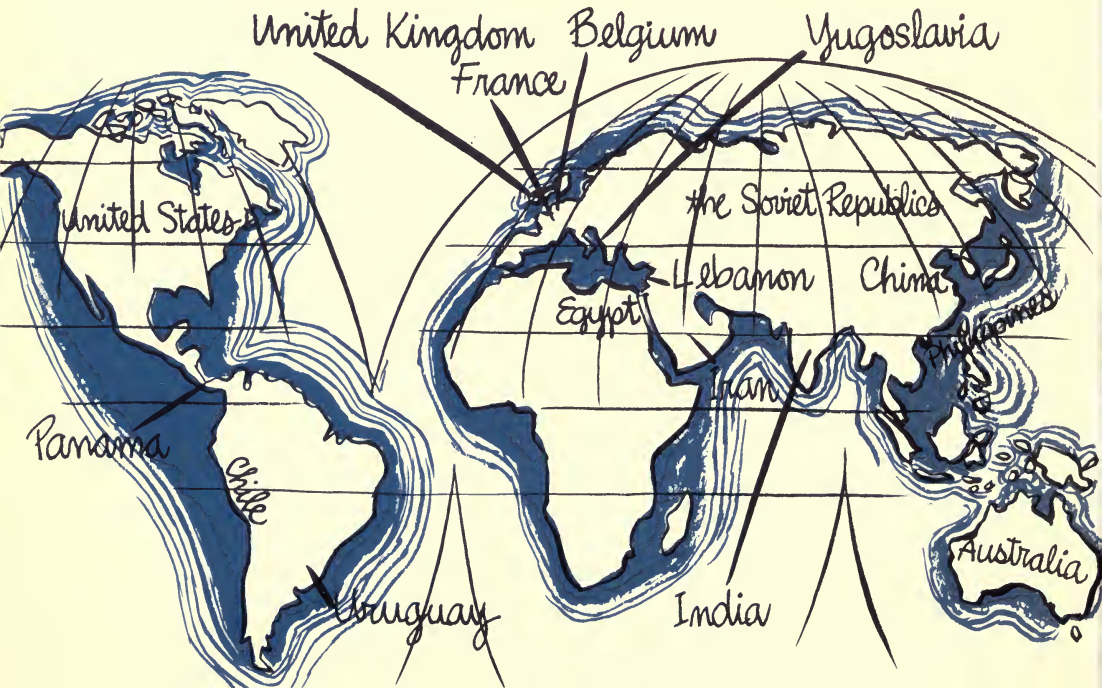 United Kingdom
Belgium
Yugoslavia
France
United States
the Soviet Republics
Lebanon
China
Egypt
Philippines
Iran
Panama
Chile
Australia
Uruguay
India